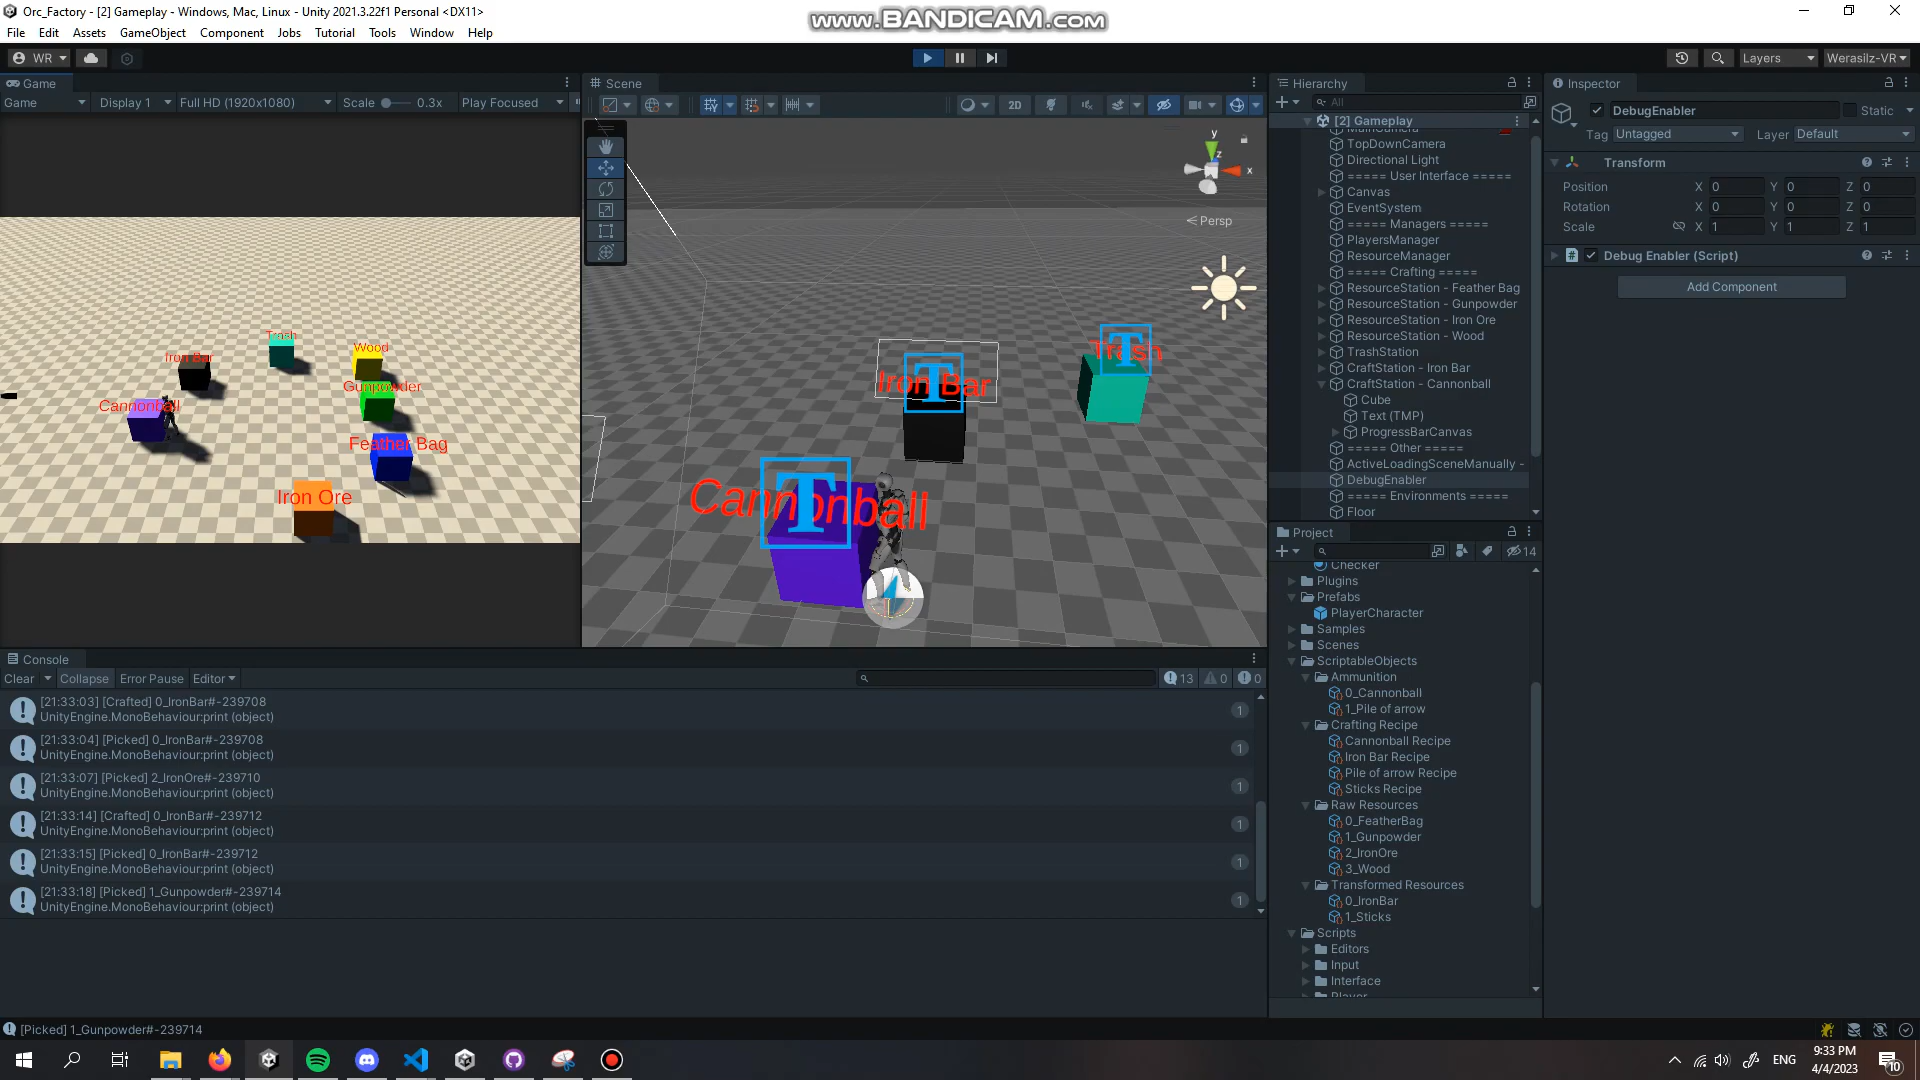 Orc_Factory - [2] Gameplay - Windows, Mac, Linux - Unity 2021.3.22f1 Personal <DX11>
www.BANDICAM.com
File Edit Assets GameObject Component Jobs Tutorial Tools Window Help
WR
Layers
Werasilz-VR
Game
Game Display 1 Full HD (1920x1080) Scale 0.3x Play Focused
Trash
Wood
Iron Bar
Gunpowder
Cannonball
Feather Bag
Iron Ore
Scene
2D
y
z
x
Persp
Trash
Iron Bar
Cannonball
Hierarchy
All
[2] Gameplay
MainCamera
TopDownCamera
Directional Light
===== User Interface =====
Canvas
EventSystem
===== Managers =====
PlayersManager
ResourceManager
===== Crafting =====
ResourceStation - Feather Bag
ResourceStation - Gunpowder
ResourceStation - Iron Ore
ResourceStation - Wood
TrashStation
CraftStation - Iron Bar
CraftStation - Cannonball
Cube
Text (TMP)
ProgressBarCanvas
===== Other =====
ActiveLoadingSceneManually -
DebugEnabler
===== Environments =====
Floor
Inspector
DebugEnabler
Static
Tag Untagged
Layer Default
Transform
Position X 0 Y 0 Z 0
Rotation X 0 Y 0 Z 0
Scale X 1 Y 1 Z 1
Debug Enabler (Script)
Add Component
Project
14
Checker
Plugins
Prefabs
PlayerCharacter
Samples
Scenes
ScriptableObjects
Ammunition
0_Cannonball
1_Pile of arrow
Crafting Recipe
Cannonball Recipe
Iron Bar Recipe
Pile of arrow Recipe
Sticks Recipe
Raw Resources
0_FeatherBag
1_Gunpowder
2_IronOre
3_Wood
Transformed Resources
0_IronBar
1_Sticks
Scripts
Editors
Input
Interface
Player
Console
Clear Collapse Error Pause Editor
13 0 0
[21:33:03] [Crafted] 0_IronBar#-239708
UnityEngine.MonoBehaviour:print (object)
1
[21:33:04] [Picked] 0_IronBar#-239708
UnityEngine.MonoBehaviour:print (object)
1
[21:33:07] [Picked] 2_IronOre#-239710
UnityEngine.MonoBehaviour:print (object)
1
[21:33:14] [Crafted] 0_IronBar#-239712
UnityEngine.MonoBehaviour:print (object)
1
[21:33:15] [Picked] 0_IronBar#-239712
UnityEngine.MonoBehaviour:print (object)
1
[21:33:18] [Picked] 1_Gunpowder#-239714
UnityEngine.MonoBehaviour:print (object)
1
[Picked] 1_Gunpowder#-239714
ENG
9:33 PM
4/4/2023
10